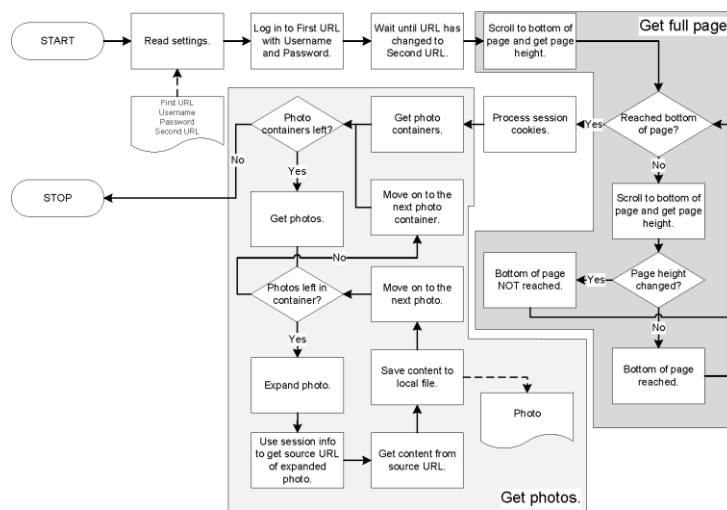 Get full page
START
Read settings.
Log in to First URL
with Username
and Password.
Wait until URL has
changed to
Second URL.
Scroll to bottom of
page and get page
height.
First URL
Username
Password
Second URL
Photo
containers left?
Get photo
containers.
Process session
cookies.
Yes
Reached bottom
of page?
No
Yes
No
STOP
Get photos.
Move on to the
next photo
container.
Scroll to bottom of
page and get page
height.
No
Photos left in
container?
Move on to the
next photo.
Bottom of page
NOT reached.
Yes
Page height
changed?
Yes
No
Expand photo.
Save content to
local file.
Photo
Bottom of page
reached.
Use session info
to get source URL
of expanded
photo.
Get content from
source URL.
Get photos.